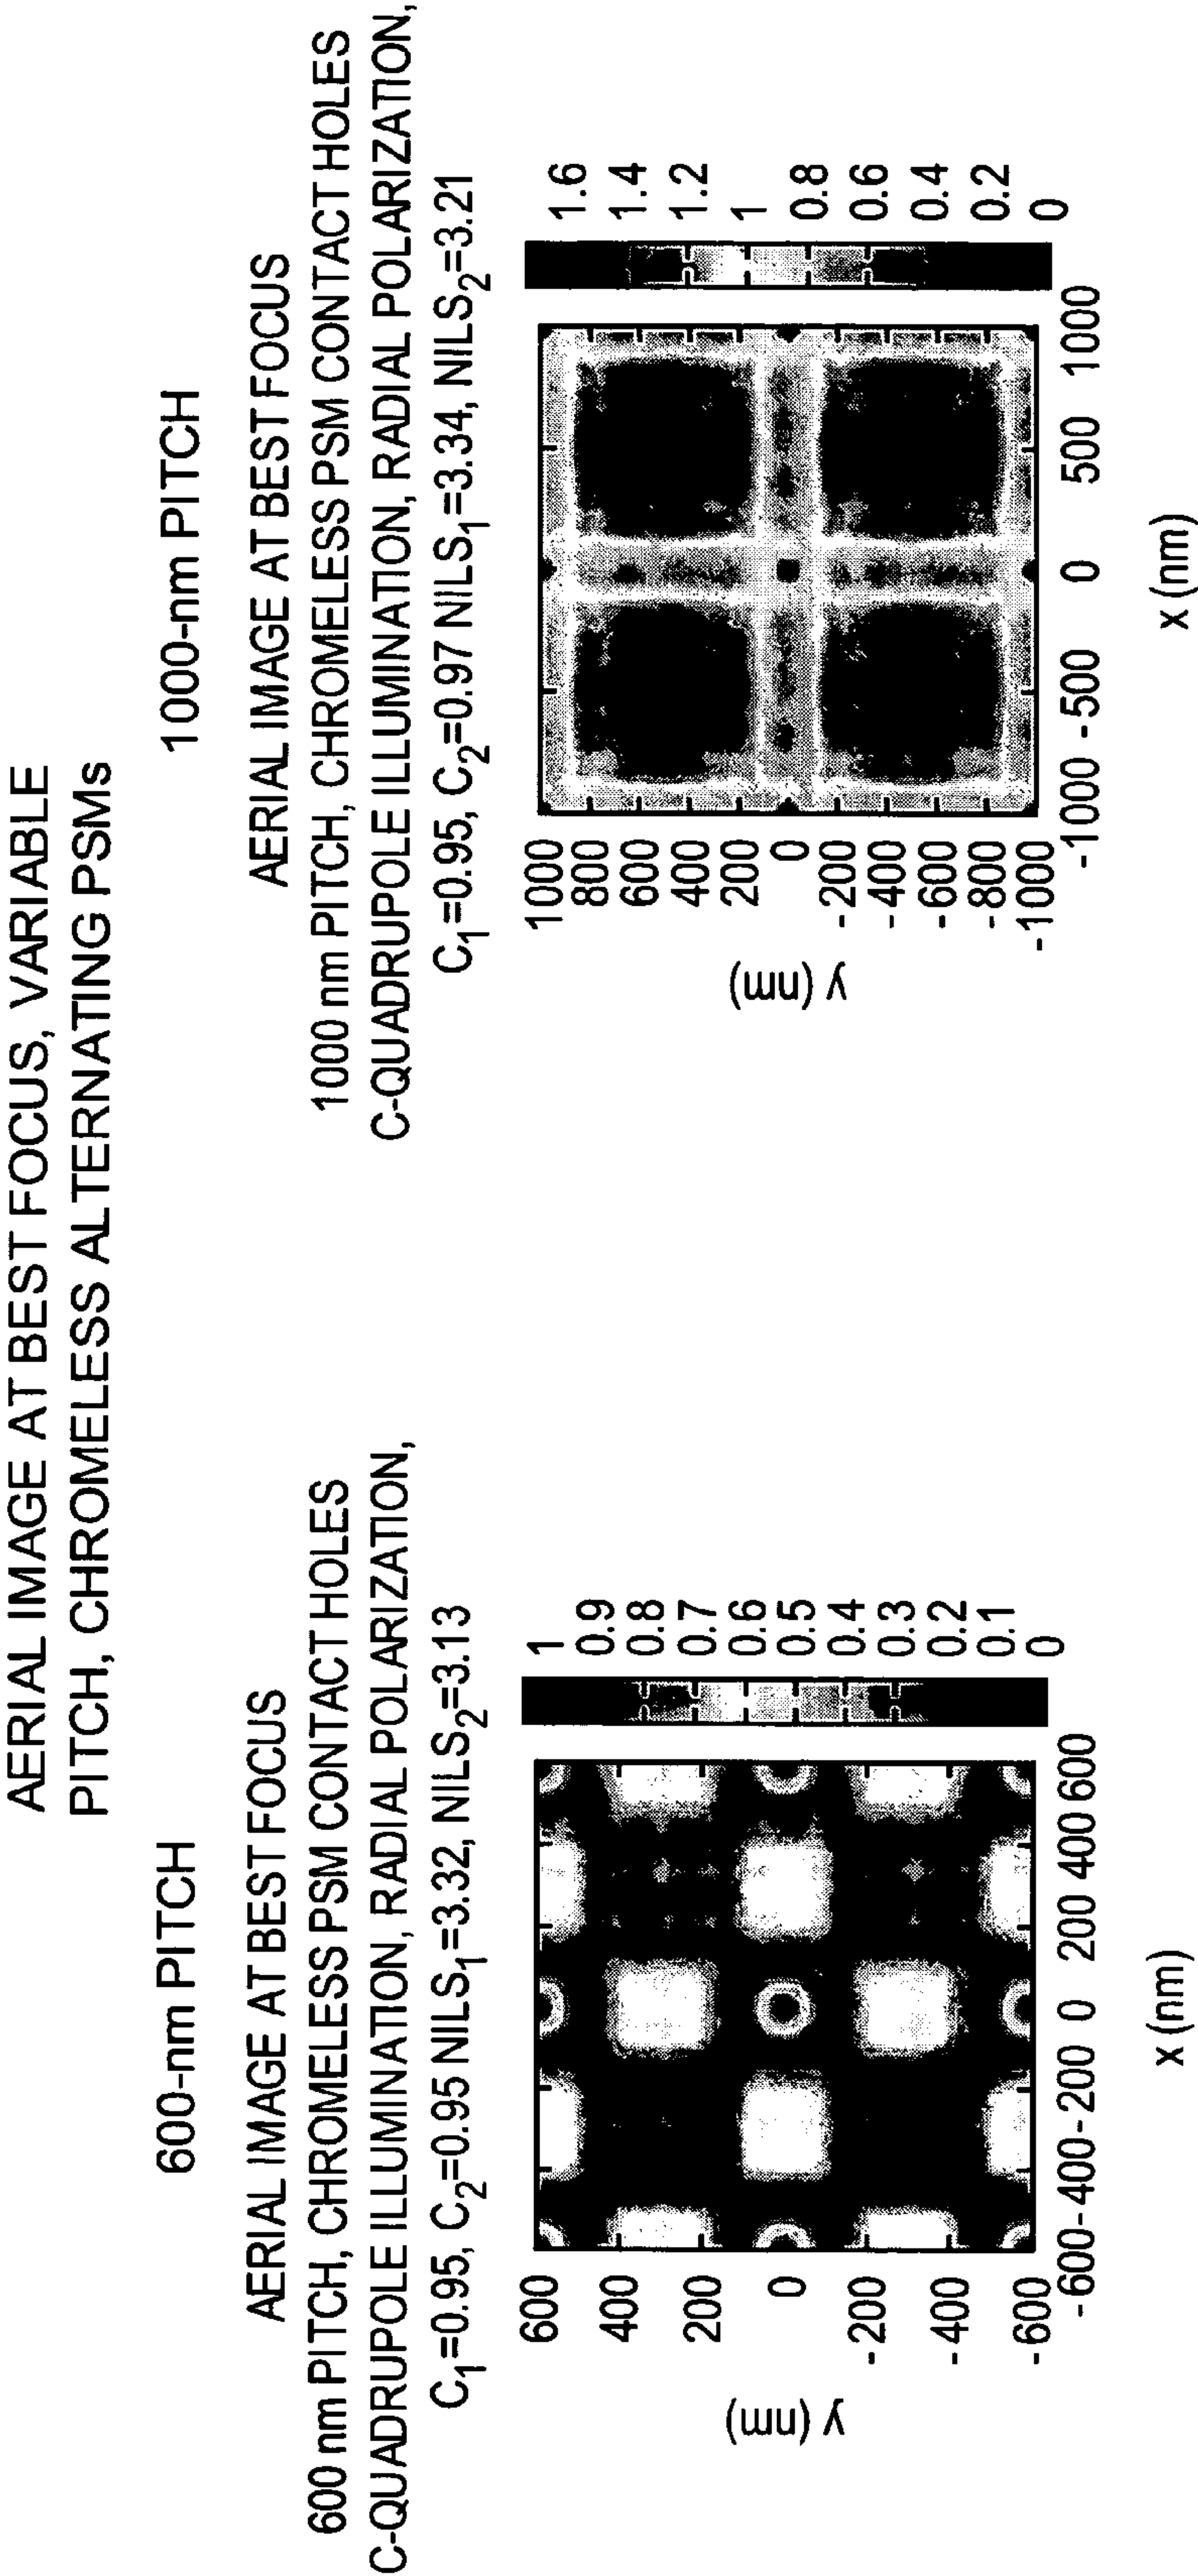 AERIAL IMAGE AT BEST FOCUS, VARIABLE
PITCH, CHROMELESS ALTERNATING PSMs
600-nm PITCH
AERIAL IMAGE AT BEST FOCUS
600 nm PITCH, CHROMELESS PSM CONTACT HOLES
C-QUADRUPOLE ILLUMINATION, RADIAL POLARIZATION,
C1=0.95, C2=0.95 NILS1=3.32, NILS2=3.13
y (nm)
600
400
200
0
-200
-400
-600
-600-400-200 0 200 400 600
x (nm)
1
0.9
0.8
0.7
0.6
0.5
0.4
0.3
0.2
0.1
0
1000-nm PITCH
AERIAL IMAGE AT BEST FOCUS
1000 nm PITCH, CHROMELESS PSM CONTACT HOLES
C-QUADRUPOLE ILLUMINATION, RADIAL POLARIZATION,
C1=0.95, C2=0.97 NILS1=3.34, NILS2=3.21
y (nm)
1000
800
600
400
200
0
-200
-400
-600
-800
-1000
-1000 -500 0 500 1000
x (nm)
1.6
1.4
1.2
1
0.8
0.6
0.4
0.2
0